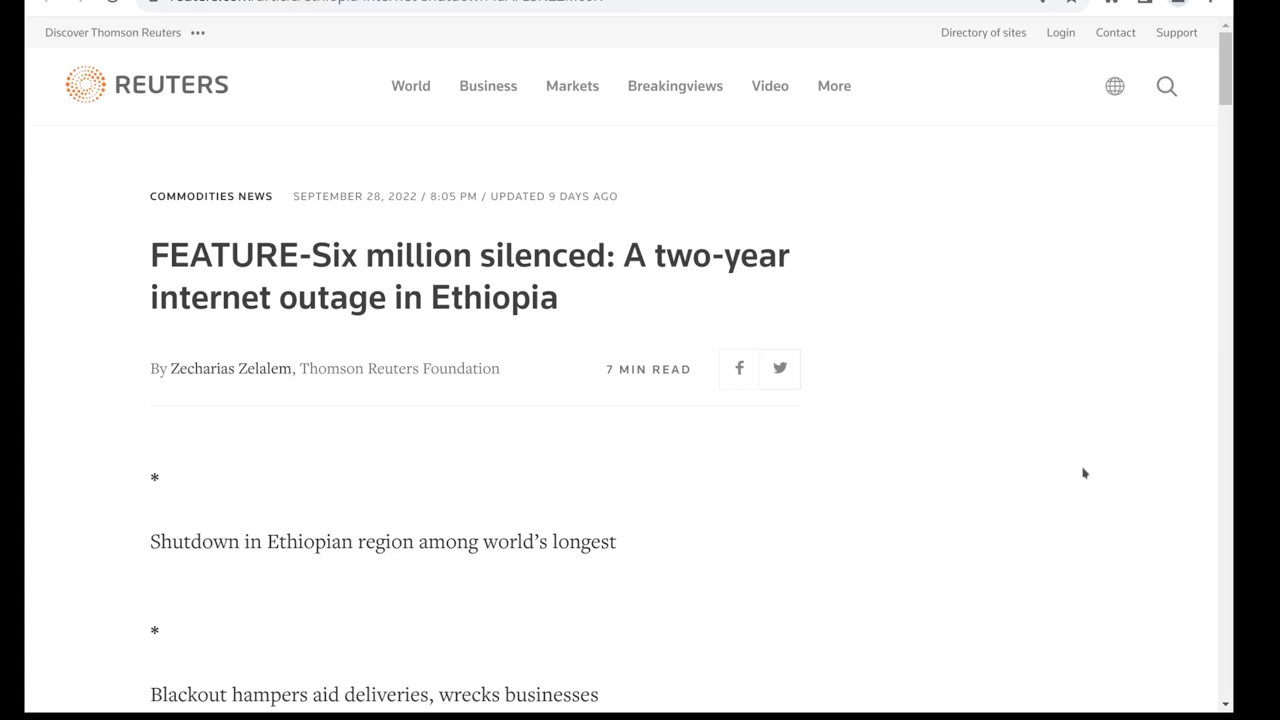 Discover Thomson Reuters •••
Directory of sites Login Contact Support
REUTERS
World Business Markets Breakingviews Video More
COMMODITIES NEWS SEPTEMBER 28, 2022 / 8:05 PM / UPDATED 9 DAYS AGO
FEATURE-Six million silenced: A two-year
internet outage in Ethiopia
By Zecharias Zelalem, Thomson Reuters Foundation
7 MIN READ
*
Shutdown in Ethiopian region among world’s longest
*
Blackout hampers aid deliveries, wrecks businesses